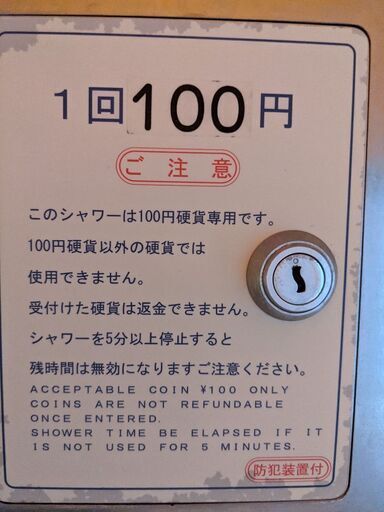 1回100円
ご注意
このシャワーは100円硬貨専用です。
100円硬貨以外の硬貨では
使用できません。
受付けた硬貨は返金できません。
シャワーを5分以上停止すると
残時間は無効になりますご注意ください。
ACCEPTABLE COIN ¥100 ONLY
COINS ARE NOT REFUNDABLE
ONCE ENTERED.
SHOWER TIME BE ELAPSED IF IT
IS NOT USED FOR 5 MINUTES.
防犯装置付